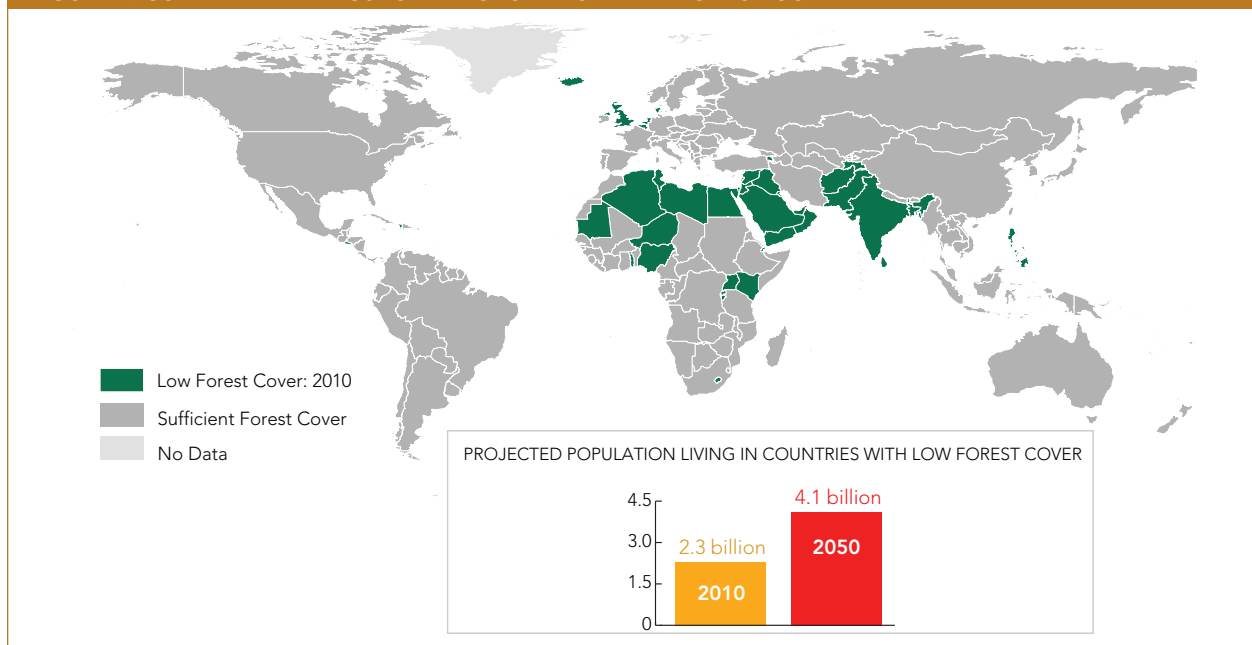 Low Forest Cover: 2010
Sufficient Forest Cover
No Data
PROJECTED POPULATION LIVING IN COUNTRIES WITH LOW FOREST COVER
4.5
3.0
1.5
0
2.3 billion
2010
4.1 billion
2050